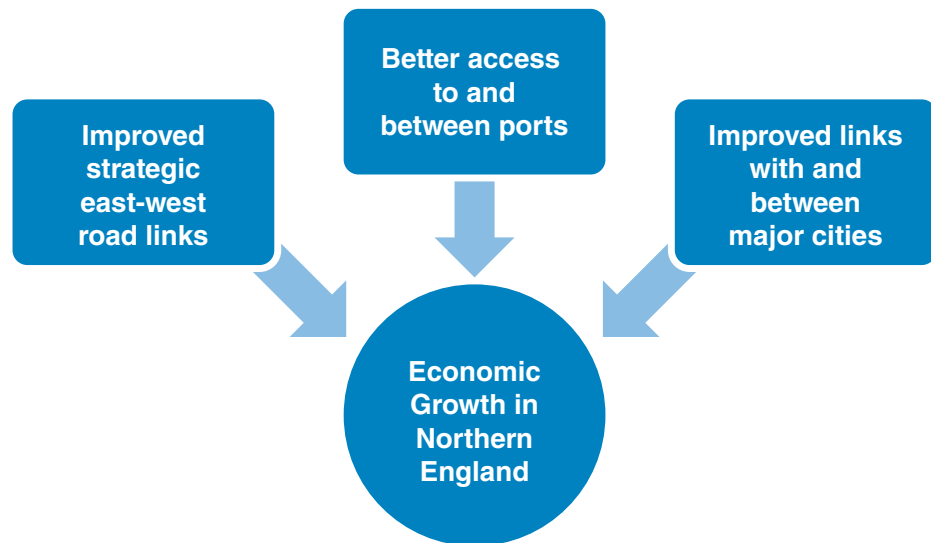 Improved
strategic
east-west
road links
Better access
to and
between ports
Improved links
with and
between
major cities
Economic
Growth in
Northern
England